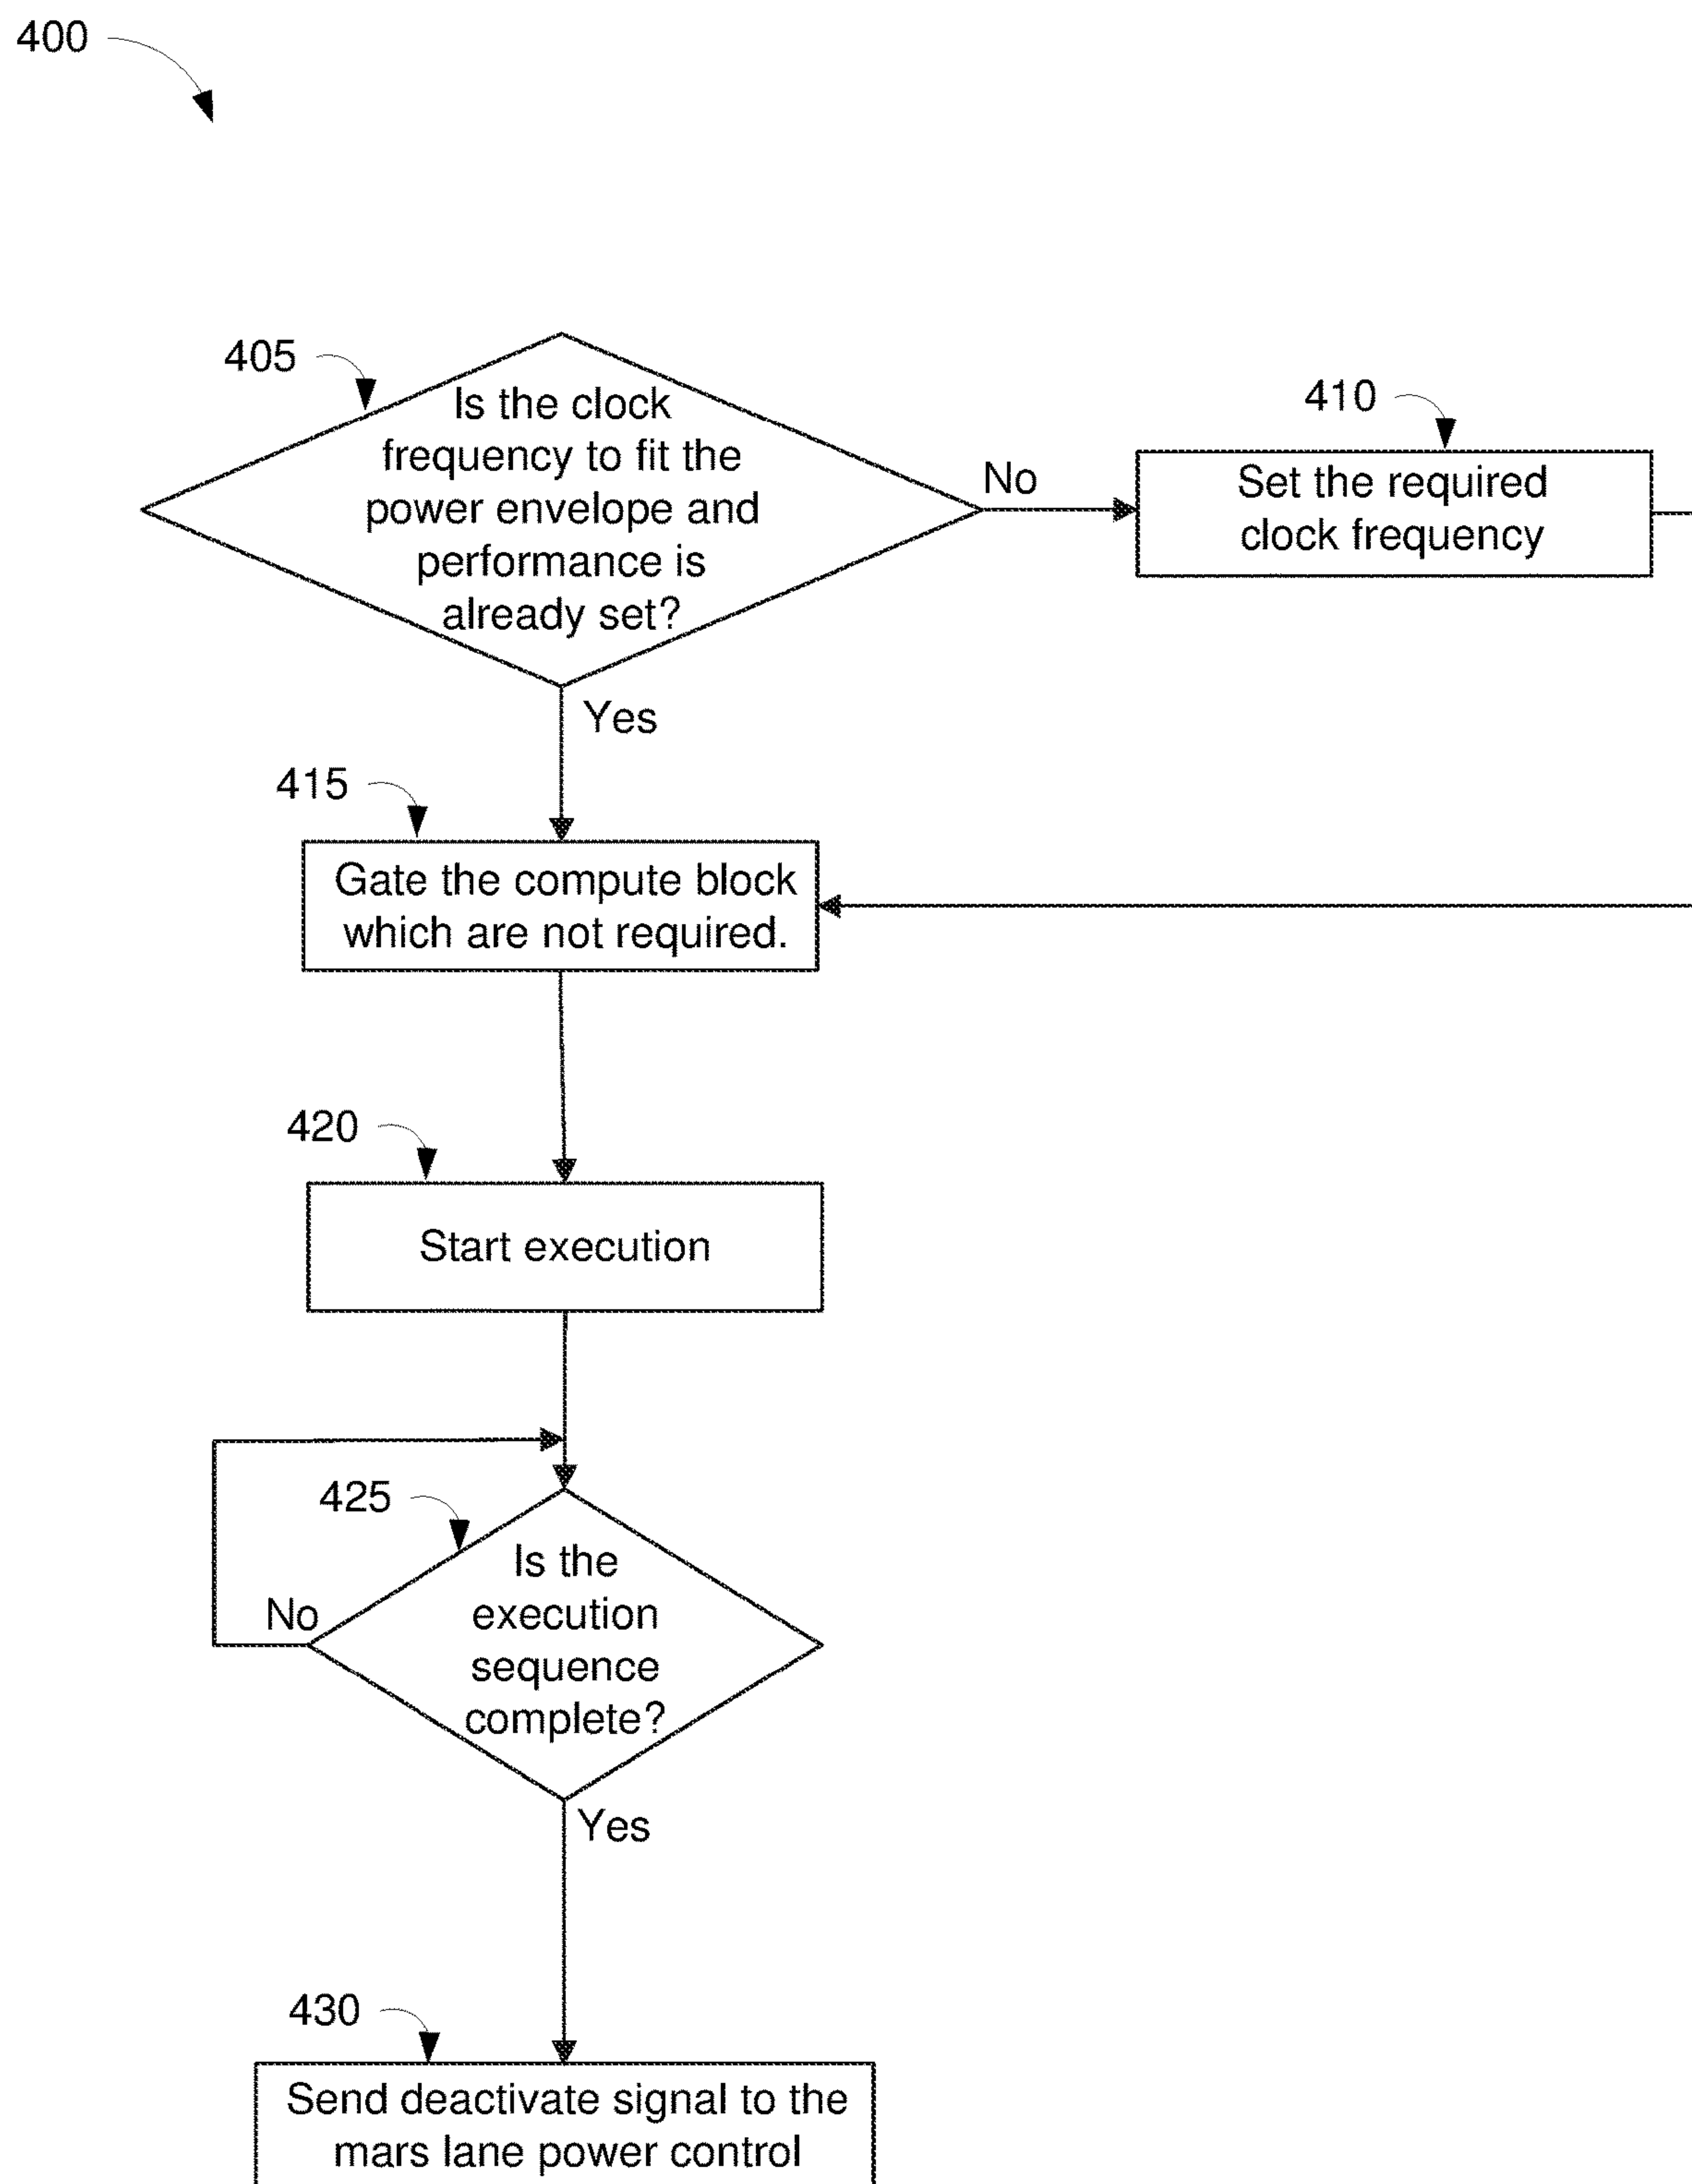 400
405
Is the clock
frequency to fit the
power envelope and
performance is
already set?
No
410
Set the required
clock frequency
Yes
415
Gate the compute block
which are not required.
420
Start execution
425
Is the
execution
sequence
complete?
No
Yes
430
Send deactivate signal to the
mars lane power control